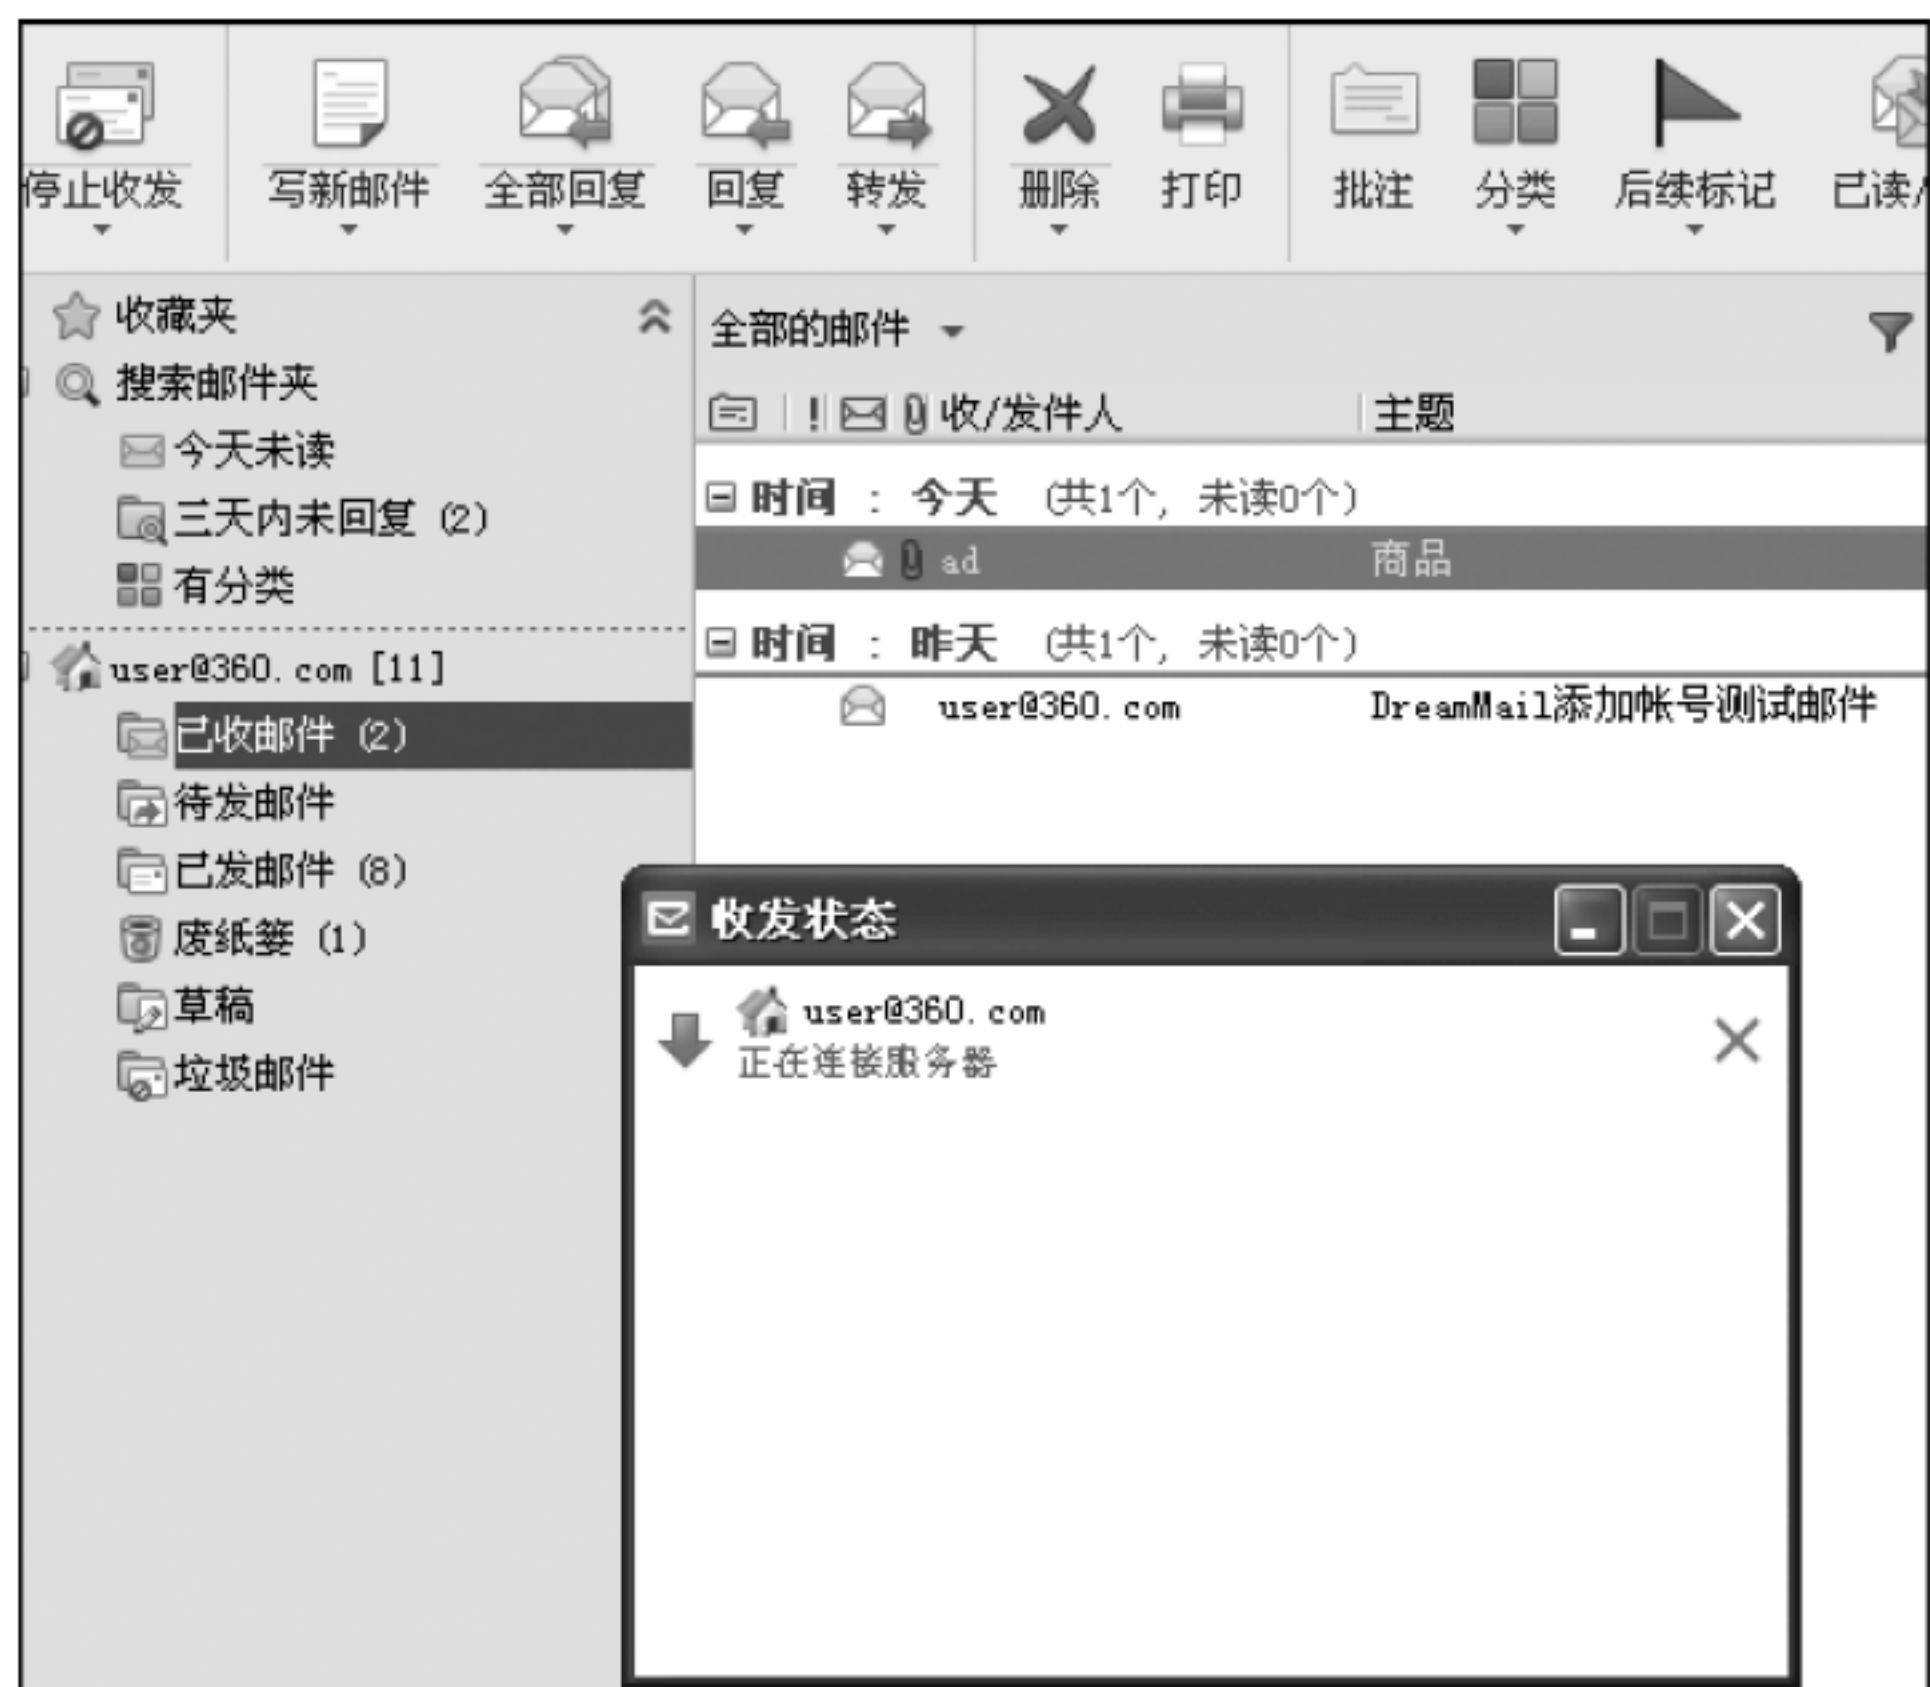 停止收发 写新邮件 全部回复 回复 转发 删除 打印 批注 分类 后续标记 已读/
收藏夹
搜索邮件夹
今天未读
三天内未回复 (2)
有分类
user@360.com [11]
已收邮件 (2)
待发邮件
已发邮件 (8)
废纸篓 (1)
草稿
垃圾邮件
全部的邮件
! 收/发件人 主题
时间 : 今天 (共1个, 未读0个)
ad 商品
时间 : 昨天 (共1个, 未读0个)
user@360.com DreamMail添加帐号测试邮件
收发状态
user@360.com
正在连接服务器